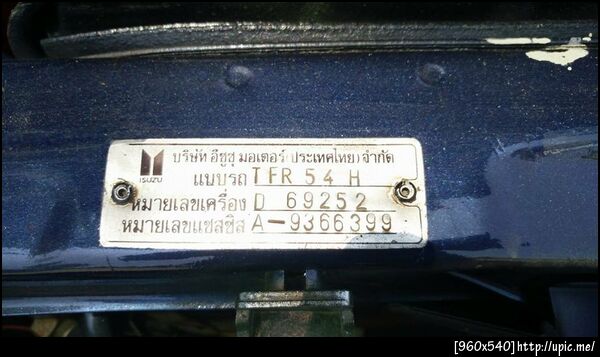 บริษัท อีซูซุ มอเตอร์ (ประเทศไทย) จำกัด
ISUZU
แบบรถ TFR 54 H
หมายเลขเครื่อง D 69252
หมายเลขแชสซิส A-9366399
[960x540]http://upic.me/